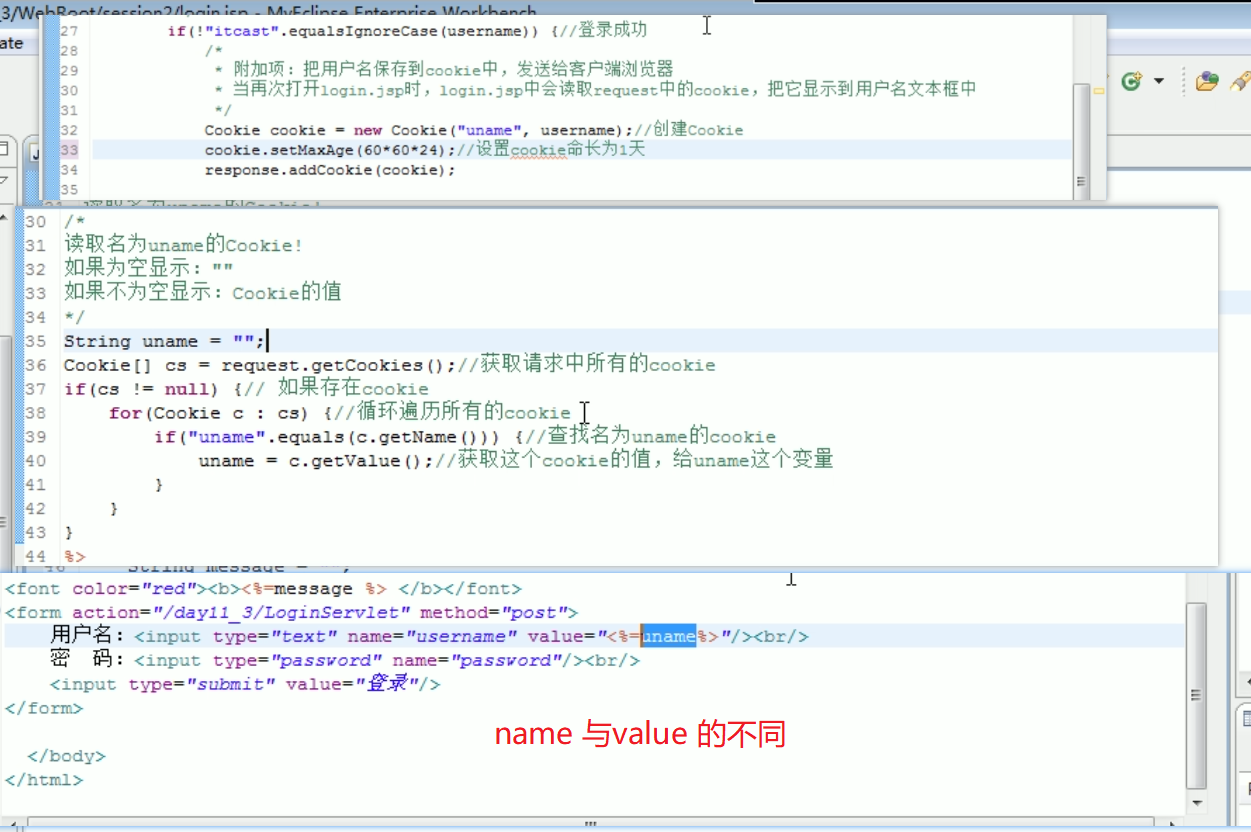 _3/WebRoot/session2/login.jsp - MyEclipse Enterprise Workbench
ate
27 if(!"itcast".equalsIgnoreCase(username)) {//登录成功
28 /*
29 * 附加项：把用户名保存到cookie中，发送给客户端浏览器
30 * 当再次打开login.jsp时，login.jsp中会读取request中的cookie，把它显示到用户名文本框中
31 */
32 Cookie cookie = new Cookie("uname", username);//创建Cookie
33 cookie.setMaxAge(60*60*24);//设置cookie命长为1天
34 response.addCookie(cookie);
35
30 /*
31 读取名为uname的Cookie!
32 如果为空显示：""
33 如果不为空显示：Cookie的值
34 */
35 String uname = "";
36 Cookie[] cs = request.getCookies();//获取请求中所有的cookie
37 if(cs != null) {// 如果存在cookie
38 for(Cookie c : cs) {//循环遍历所有的cookie
39 if("uname".equals(c.getName())) {//查找名为uname的cookie
40 uname = c.getValue();//获取这个cookie的值，给uname这个变量
41 }
42 }
43 }
44 %>
String message = "";
<font color="red"><b><%=message %> </b></font>
<form action="/day11_3/LoginServlet" method="post">
用户名：<input type="text" name="username" value="<%=uname%>"/><br/>
密 码：<input type="password" name="password"/><br/>
<input type="submit" value="登录"/>
</form>
name 与value 的不同
</body>
</html>